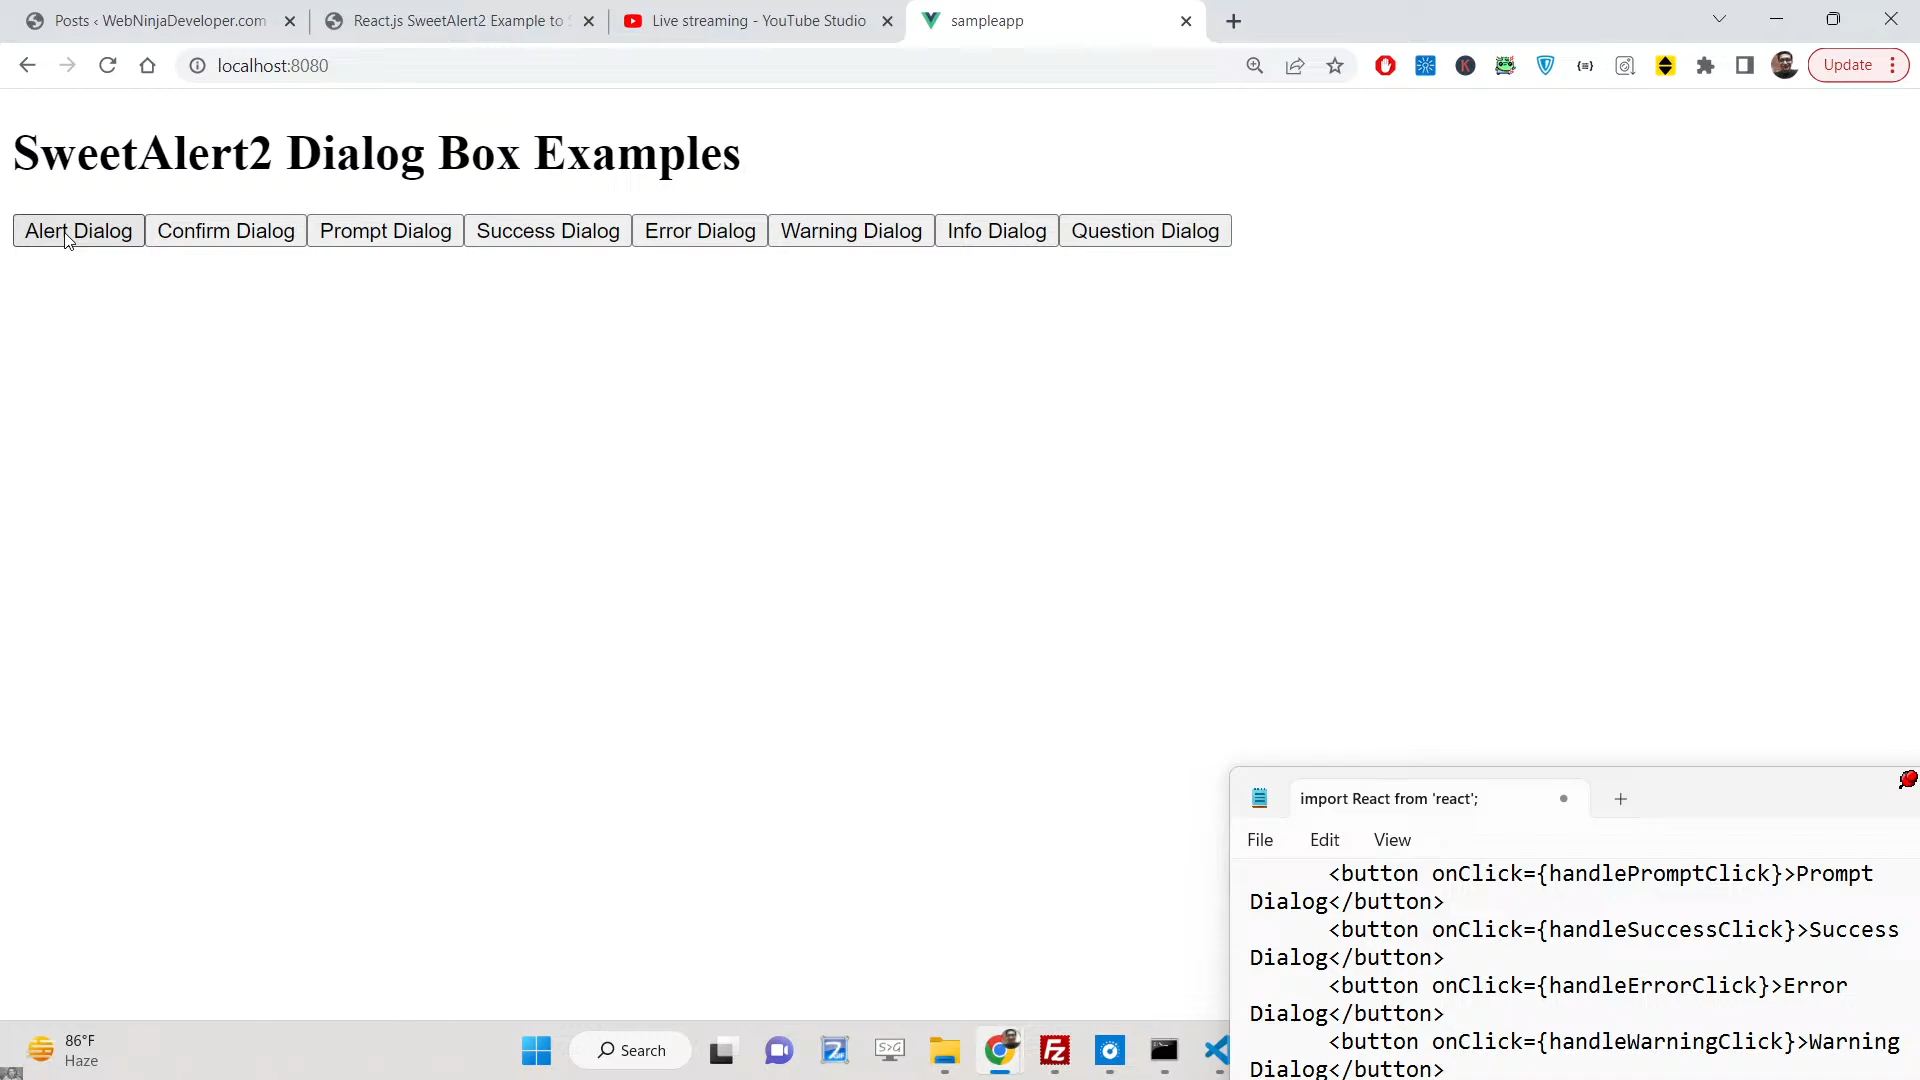 Posts ‹ WebNinjaDeveloper.com
React.js SweetAlert2 Example to
Live streaming - YouTube Studio
sampleapp
localhost:8080
Update
SweetAlert2 Dialog Box Examples
Alert Dialog
Confirm Dialog
Prompt Dialog
Success Dialog
Error Dialog
Warning Dialog
Info Dialog
Question Dialog
import React from 'react';
File
Edit
View
<button onClick={handlePromptClick}>Prompt
Dialog</button>
<button onClick={handleSuccessClick}>Success
Dialog</button>
<button onClick={handleErrorClick}>Error
Dialog</button>
<button onClick={handleWarningClick}>Warning
Dialog</button>
86°F
Haze
Search
S>G
FZ